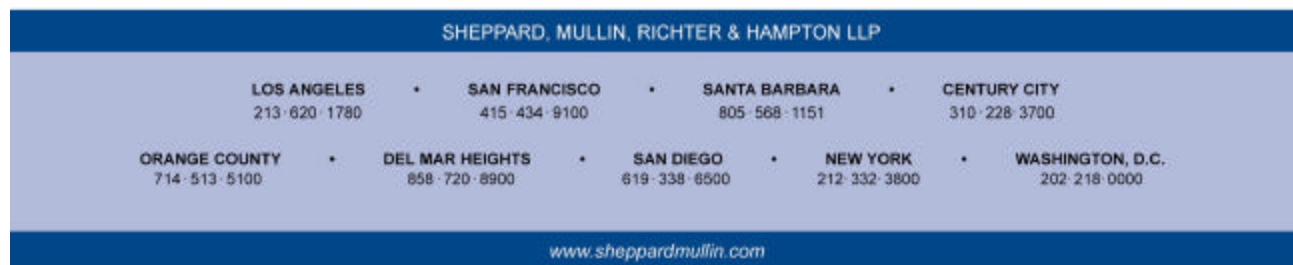 SHEPPARD, MULLIN, RICHTER & HAMPTON LLP
LOS ANGELES • SAN FRANCISCO • SANTA BARBARA • CENTURY CITY
213·620·1780 415·434·9100 805·568·1151 310·228·3700
ORANGE COUNTY • DEL MAR HEIGHTS • SAN DIEGO • NEW YORK • WASHINGTON, D.C.
714·513·5100 858·720·8900 619·338·6500 212·332·3800 202·218·0000
www.sheppardmullin.com